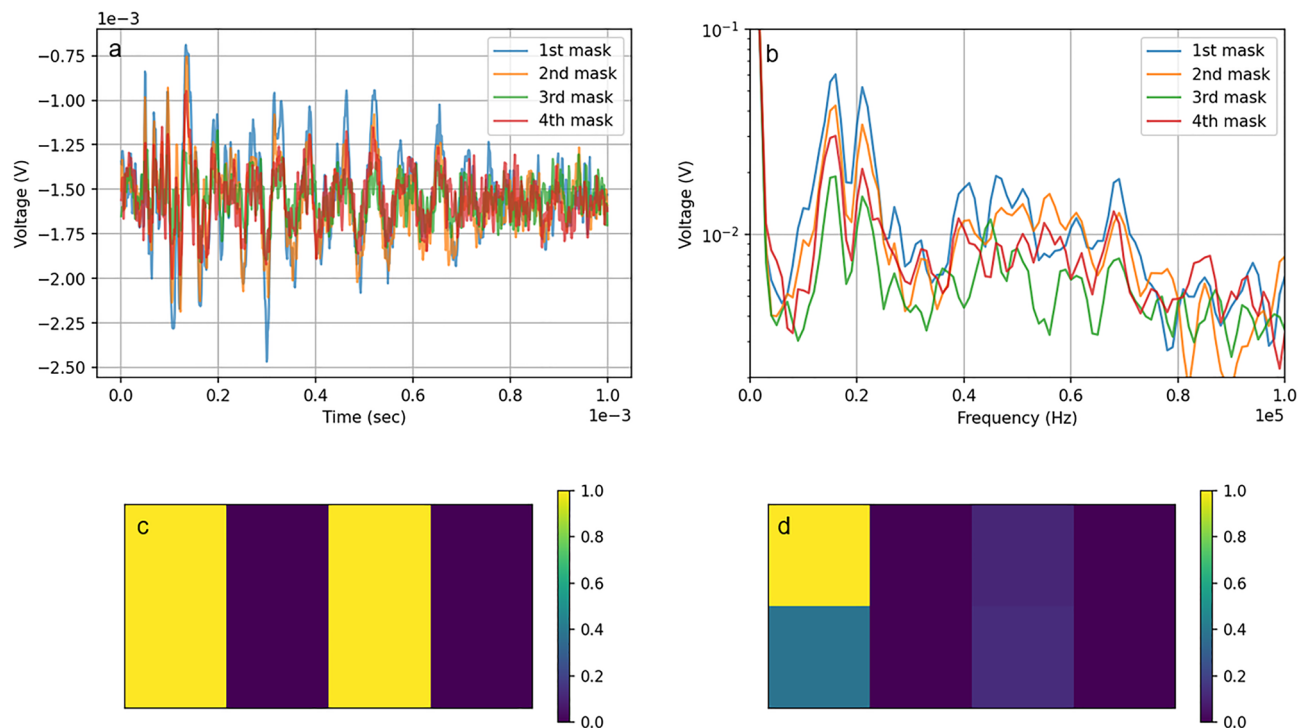 1e−3
a
1st mask
2nd mask
3rd mask
4th mask
−0.75
−1.00
−1.25
−1.50
−1.75
−2.00
−2.25
−2.50
Voltage (V)
0.0 0.2 0.4 0.6 0.8 1.0
Time (sec) 1e−3
b
1st mask
2nd mask
3rd mask
4th mask
10−1
10−2
Voltage (V)
0.0 0.2 0.4 0.6 0.8 1.0
Frequency (Hz) 1e5
c
1.0
0.8
0.6
0.4
0.2
0.0
d
1.0
0.8
0.6
0.4
0.2
0.0